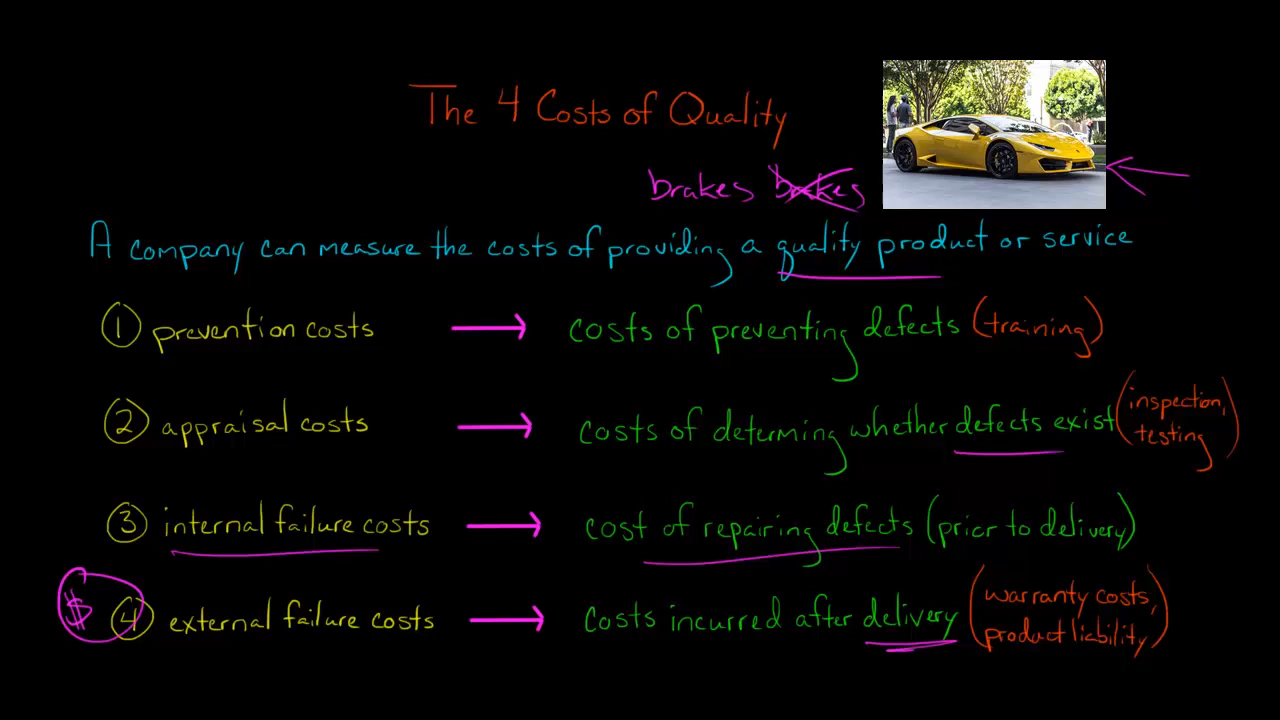 The 4 Costs of Quality
brakes brakes
A company can measure the costs of providing a quality product or service
① prevention costs → costs of preventing defects (training)
② appraisal costs → costs of determing whether defects exist (inspection, testing)
③ internal failure costs → cost of repairing defects (prior to delivery)
$ ④ external failure costs → costs incurred after delivery (warranty costs, product liability)